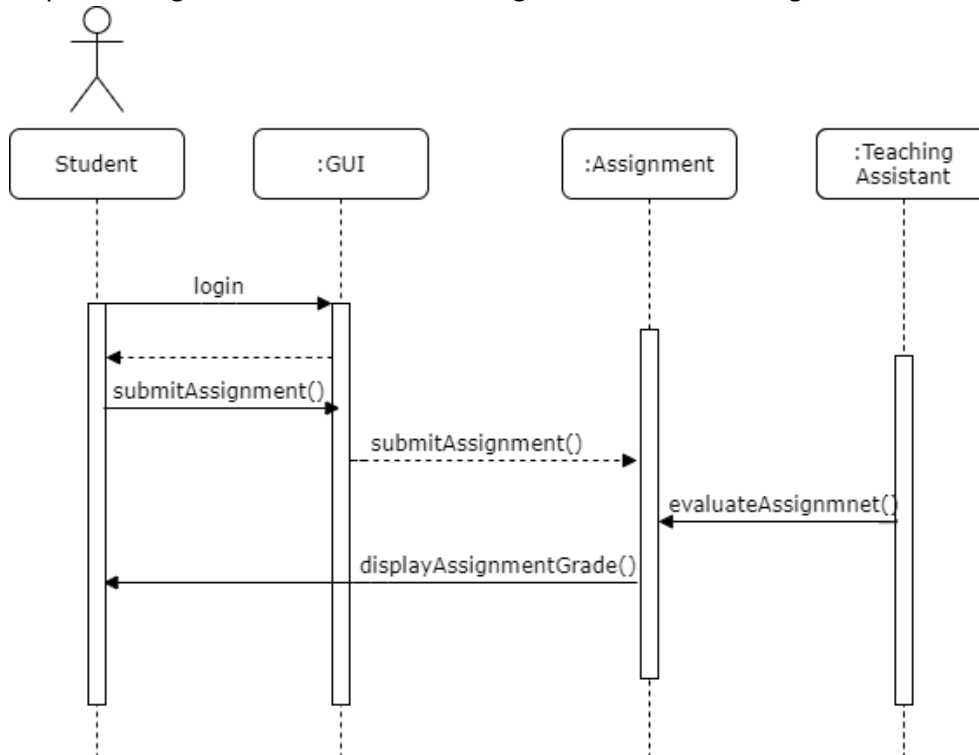 Student
:GUI
:Assignment
:Teaching
Assistant
login
submitAssignment()
submitAssignment()
evaluateAssignmnet()
displayAssignmentGrade()